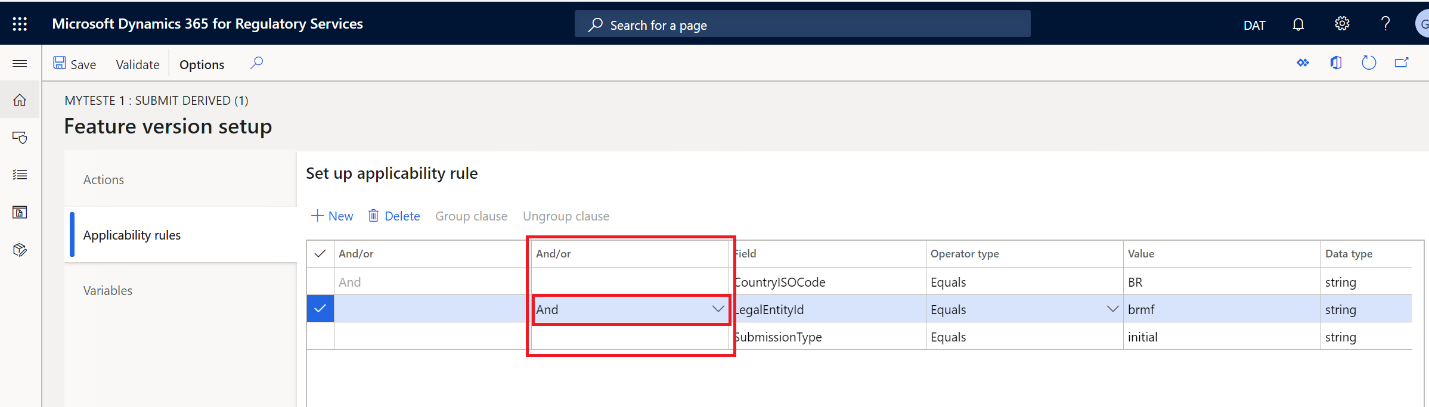 Microsoft Dynamics 365 for Regulatory Services
Search for a page
DAT
?
G
Save Validate Options
MYTESTE 1 : SUBMIT DERIVED (1)
Feature version setup
Actions
Applicability rules
Variables
Set up applicability rule
New Delete Group clause Ungroup clause
And/or And/or Field Operator type Value Data type
And CountryISOCode Equals BR string
And LegalEntityId Equals brmf string
SubmissionType Equals initial string